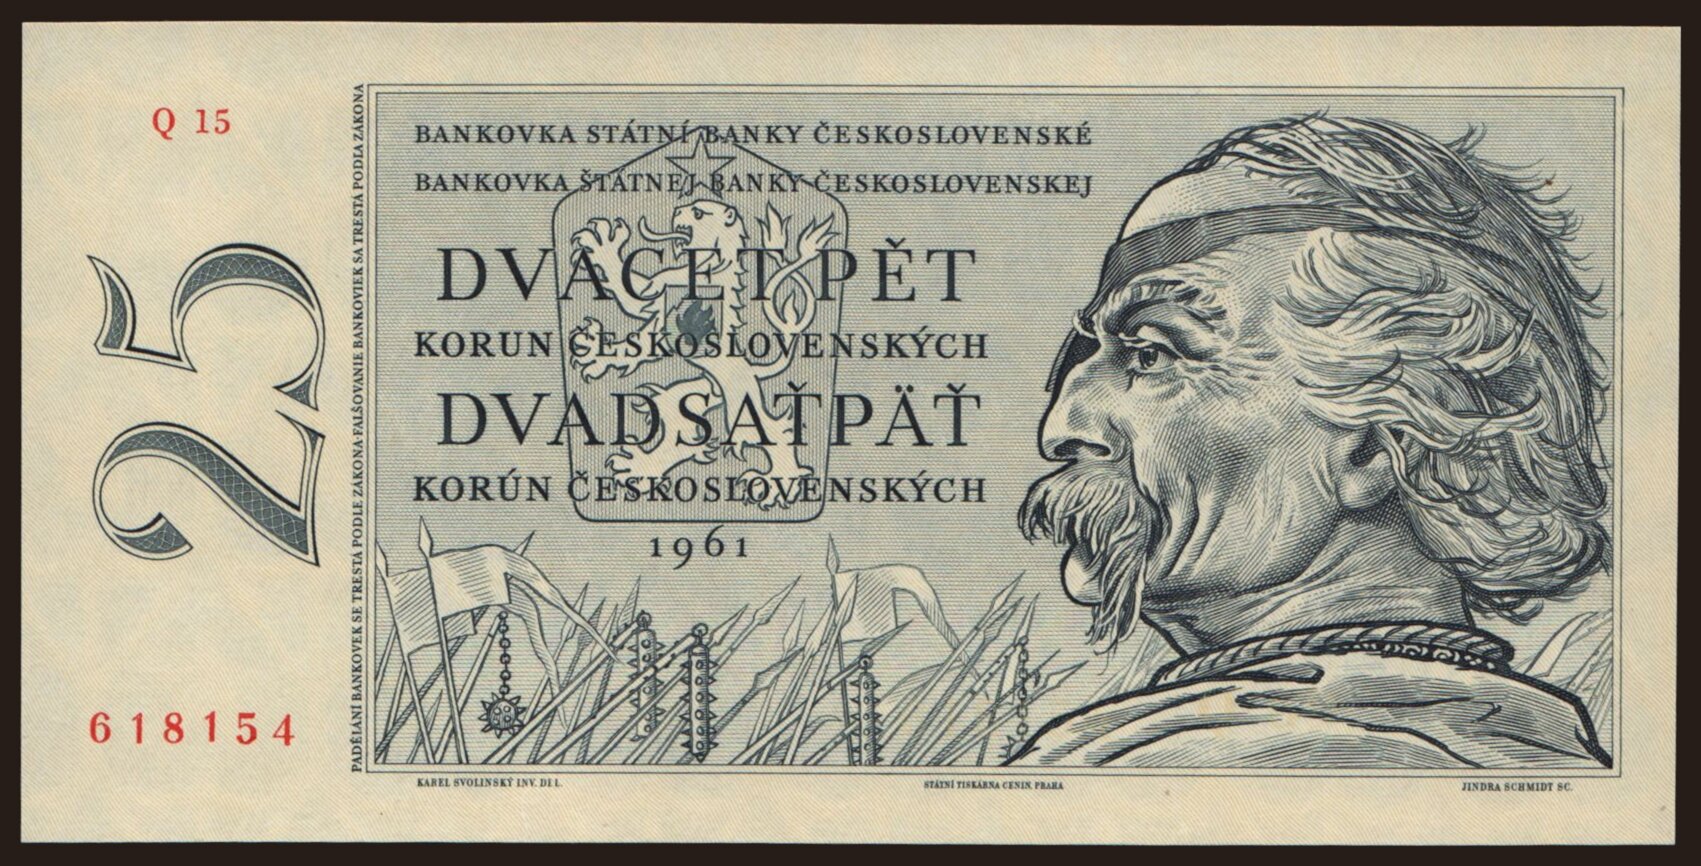 Q 15
25
618154
PADĚLÁNÍ BANKOVEK SE TRESTÁ PODLE ZÁKONA·FALŠOVANIE BANKOVIEK SA TRESTÁ PODĽA ZÁKONA
BANKOVKA STÁTNÍ BANKY ČESKOSLOVENSKÉ
BANKOVKA ŠTÁTNEJ BANKY ČESKOSLOVENSKEJ
DVACET PĚT
KORUN ČESKOSLOVENSKÝCH
DVADSAŤPÄŤ
KORÚN ČESKOSLOVENSKÝCH
1961
KAREL SVOLINSKÝ INV. DEL.
STÁTNÍ TISKÁRNA CENIN, PRAHA
JINDRA SCHMIDT SC.